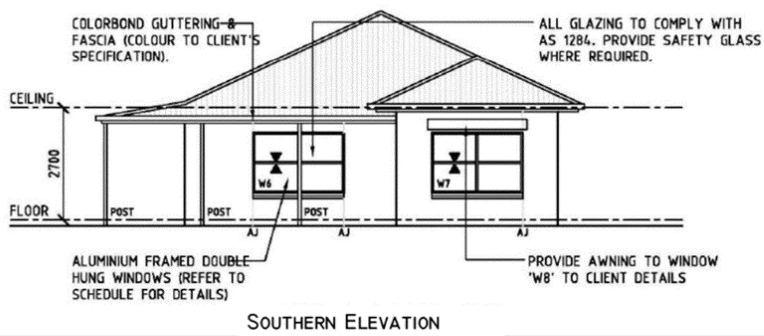 COLORBOND GUTTERING &
FASCIA (COLOUR TO CLIENT'S
SPECIFICATION).
ALL GLAZING TO COMPLY WITH
AS 1284. PROVIDE SAFETY GLASS
WHERE REQUIRED.
CEILING
2700
W6
W7
FLOOR
POST
POST
POST
AJ
AJ
AJ
ALUMINIUM FRAMED DOUBLE
HUNG WINDOWS (REFER TO
SCHEDULE FOR DETAILS)
PROVIDE AWNING TO WINDOW
'W8' TO CLIENT DETAILS
SOUTHERN ELEVATION